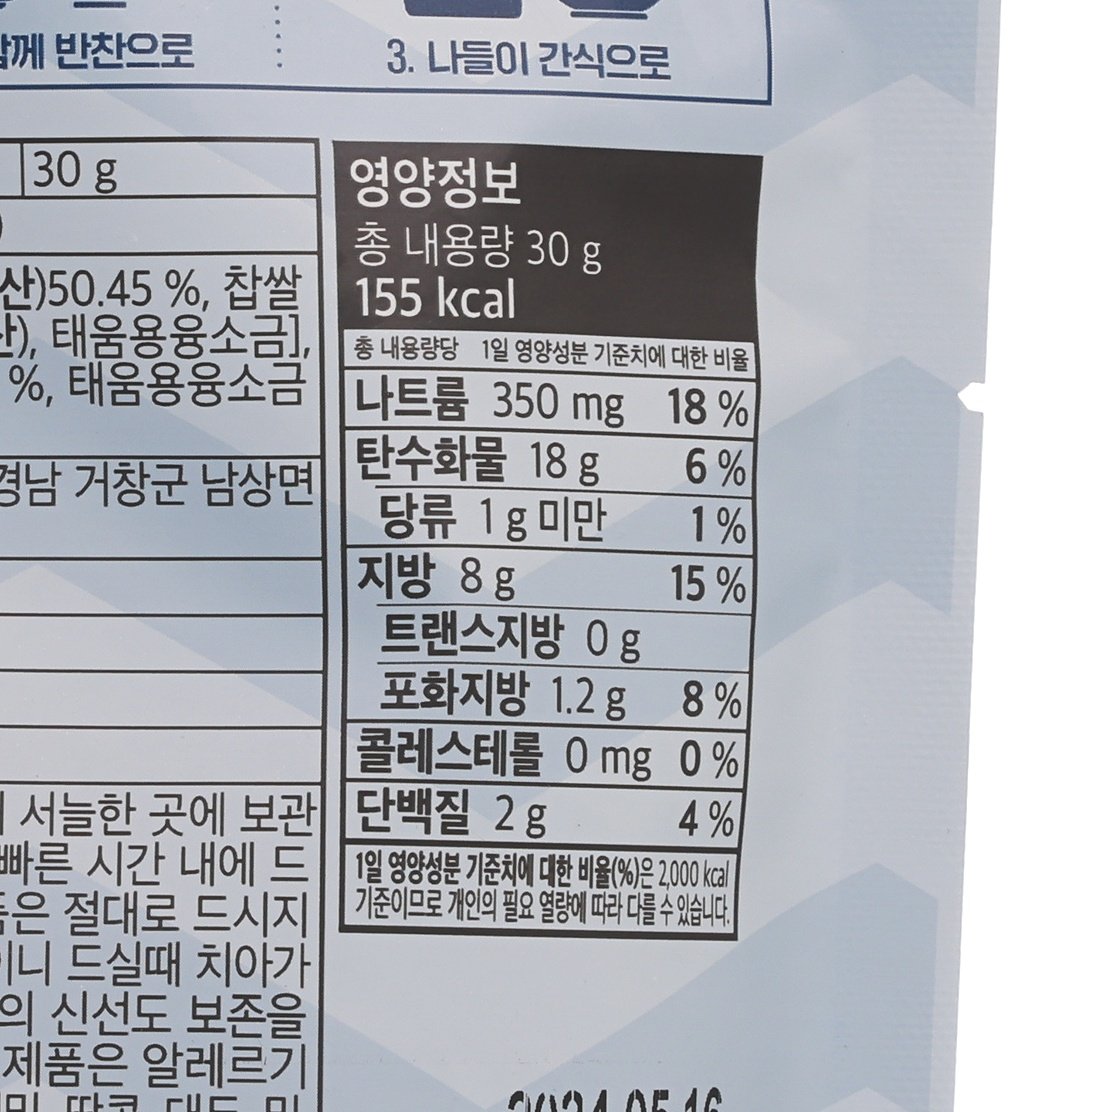 함께 반찬으로
3. 나들이 간식으로
30 g
산)50.45 %, 찹쌀
산), 태움용융소금],
%, 태움용융소금
경남 거창군 남상면
서늘한 곳에 보관
빠른 시간 내에 드
품은 절대로 드시지
이니 드실때 치아가
의 신선도 보존을
제품은 알레르기
영양정보
총 내용량 30 g
155 kcal
총 내용량당 1일 영양성분 기준치에 대한 비율
나트륨 350 mg 18 %
탄수화물 18 g 6 %
당류 1 g 미만 1 %
지방 8 g 15 %
트랜스지방 0 g
포화지방 1.2 g 8 %
콜레스테롤 0 mg 0 %
단백질 2 g 4 %
1일 영양성분 기준치에 대한 비율(%)은 2,000 kcal
기준이므로 개인의 필요 열량에 따라 다를 수 있습니다.
2024.05.16